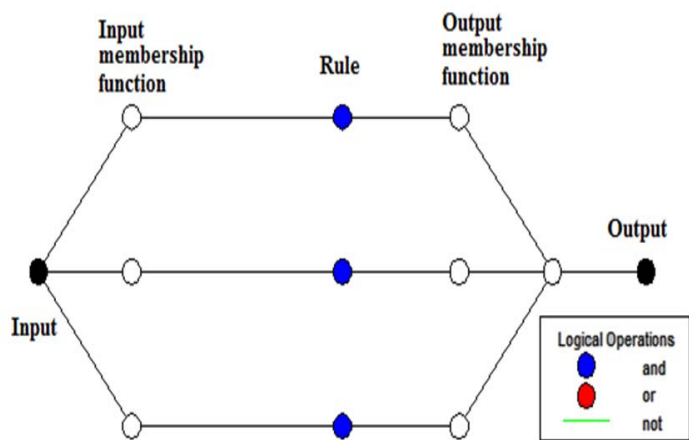 Input
membership
function
Rule
Output
membership
function
Output
Input
Logical Operations
and
or
not